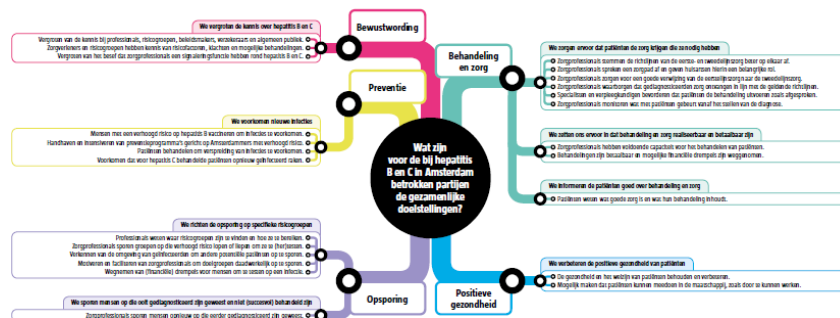 We vergroten de kennis over hepatitis B en C
Vergroten van de kennis bij professionals, risicogroepen, beleidsmakers, verzekeraars en algemeen publiek.
Zorgverleners en risicogroepen hebben kennis van risicofactoren, klachten en mogelijke behandelingen.
Vergroten van het besef dat zorgprofessionals een signaleringsfunctie hebben rond hepatitis B en C.
Bewustwording
Preventie
We voorkomen nieuwe infecties
Mensen met een verhoogd risico op hepatitis B vaccineren om infecties te voorkomen.
Handhaven en intensiveren van preventieprogramma's gericht op Amsterdammers met verhoogd risico.
Patiënten behandelen om verspreiding van infecties te voorkomen.
Voorkomen dat voor hepatitis C behandelde patiënten opnieuw geïnfecteerd raken.
We richten de opsporing op specifieke risicogroepen
Professionals weten waar risicogroepen zijn te vinden en hoe ze te bereiken.
Zorgprofessionals sporen groepen op die verhoogd risico lopen of liepen om ze te (her)testen.
Verkennen van de omgeving van geïnfecteerden om andere potentiële patiënten op te sporen.
Motiveren en faciliteren van zorgprofessionals om doelgroepen daadwerkelijk op te sporen.
Wegnemen van (financiële) drempels voor mensen om te testen op een infectie.
We sporen mensen op die ooit gediagnosticeerd zijn geweest en niet (succesvol) behandeld zijn
Zorgprofessionals sporen mensen opnieuw op die eerder gediagnosticeerd zijn geweest.
Opsporing
Wat zijn
voor de bij hepatitis
B en C in Amsterdam
betrokken partijen
de gezamenlijke
doelstellingen?
Behandeling
en zorg
We zorgen ervoor dat patiënten de zorg krijgen die ze nodig hebben
Zorgprofessionals stemmen de richtlijnen van de eerste- en tweedelijnszorg beter op elkaar af.
Zorgprofessionals spreken een zorgpad af en geven huisartsen hierin een belangrijke rol.
Zorgprofessionals zorgen voor een goede verwijzing van de eerstelijnszorg naar de tweedelijnszorg.
Zorgprofessionals waarborgen dat gediagnosticeerden zorg ontvangen in lijn met de geldende richtlijnen.
Specialisten en verpleegkundigen bevorderen dat patiënten de behandeling uitvoeren zoals afgesproken.
Zorgprofessionals monitoren wat met patiënten gebeurt vanaf het stellen van de diagnose.
We zetten ons ervoor in dat behandeling en zorg realiseerbaar en betaalbaar zijn
Zorgprofessionals hebben voldoende capaciteit voor het behandelen van patiënten.
Behandelingen zijn betaalbaar en mogelijke financiële drempels zijn weggenomen.
We informeren de patiënten goed over behandeling en zorg
Patiënten weten wat goede zorg is en wat hun behandeling inhoudt.
Positieve
gezondheid
We verbeteren de positieve gezondheid van patiënten
De gezondheid en het welzijn van patiënten behouden en verbeteren.
Mogelijk maken dat patiënten kunnen meedoen in de maatschappij, zoals door te kunnen werken.